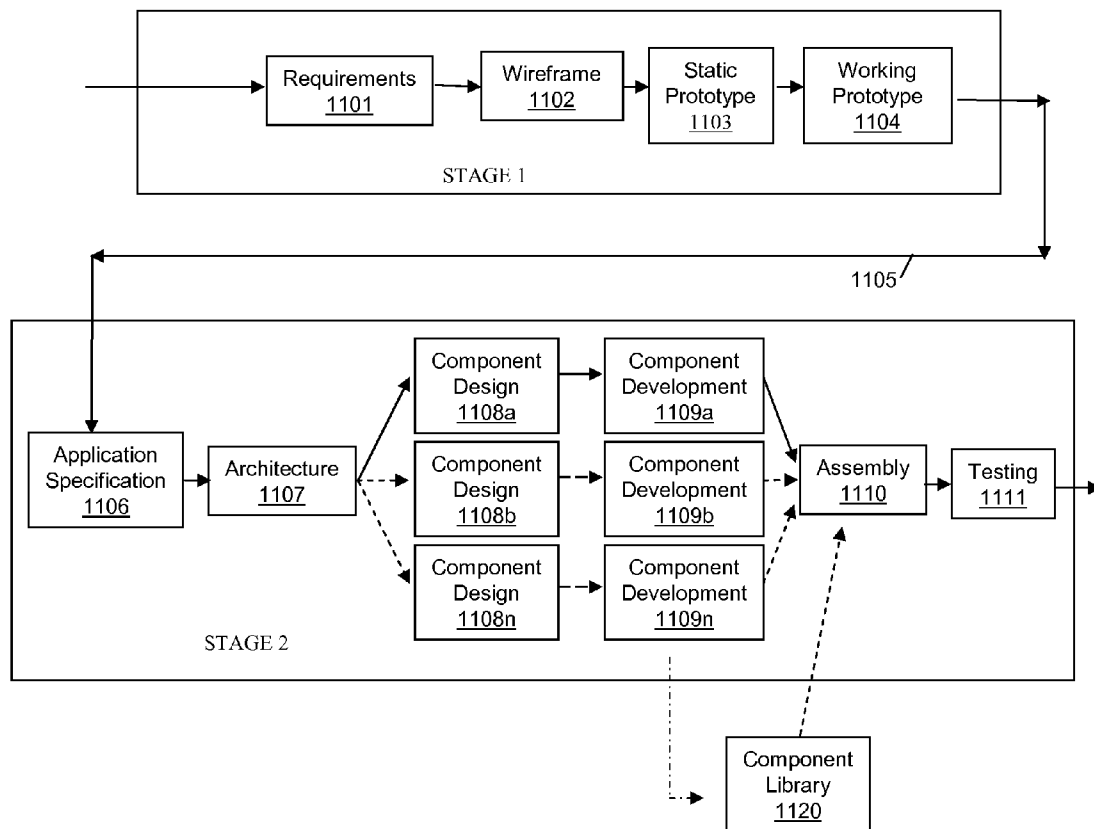 Requirements
1101
Wireframe
1102
Static
Prototype
1103
Working
Prototype
1104
STAGE 1
1105
Application
Specification
1106
Architecture
1107
Component
Design
1108a
Component
Development
1109a
Component
Design
1108b
Component
Development
1109b
Component
Design
1108n
Component
Development
1109n
Assembly
1110
Testing
1111
STAGE 2
Component
Library
1120